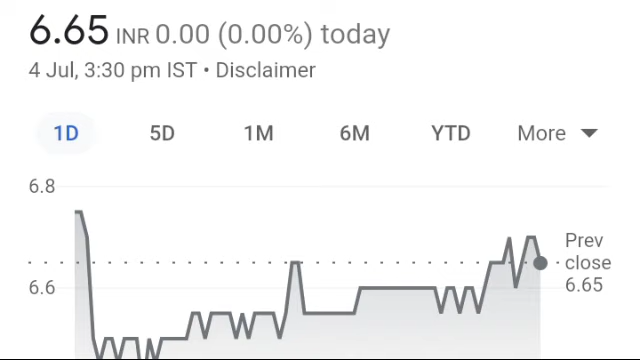 6.65 INR 0.00 (0.00%) today
4 Jul, 3:30 pm IST • Disclaimer
1D 5D 1M 6M YTD More
6.8
Prev
close
6.65
6.6